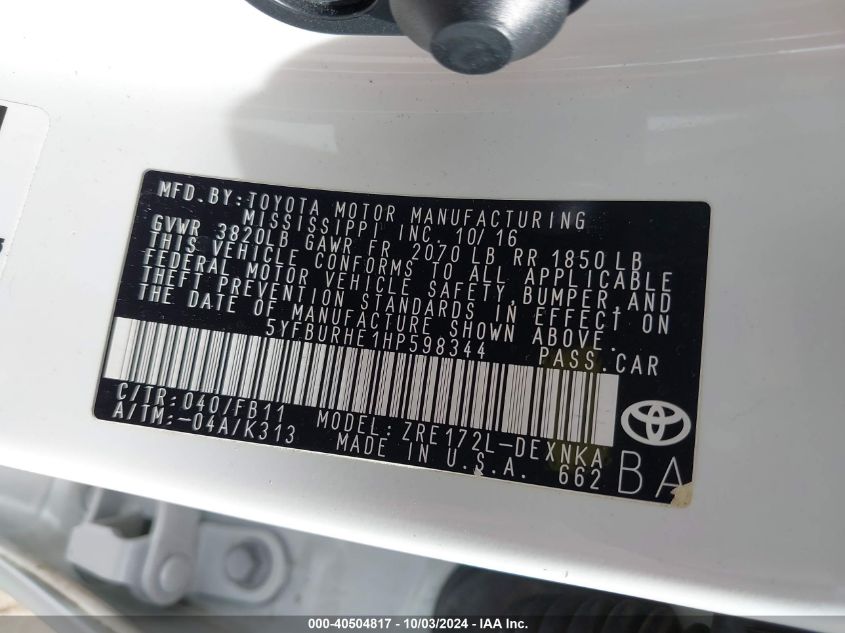 MFD.BY:TOYOTA MOTOR MANUFACTURING
MISSISSIPPI INC. 10/16
GVWR 3820LB GAWR FR 2070 LB RR 1850 LB
THIS VEHICLE CONFORMS TO ALL APPLICABLE
FEDERAL MOTOR VEHICLE SAFETY, BUMPER, AND
THEFT PREVENTION STANDARDS IN EFFECT ON
THE DATE OF MANUFACTURE SHOWN ABOVE.
5YFBURHE1HP598344 PASS.CAR
C/TR:040/FB11 MODEL:ZRE172L-DEXNKA
A/TM:-04A/K313 MADE IN U.S.A. 662 BA
000-40504817 - 10/03/2024 - IAA Inc.